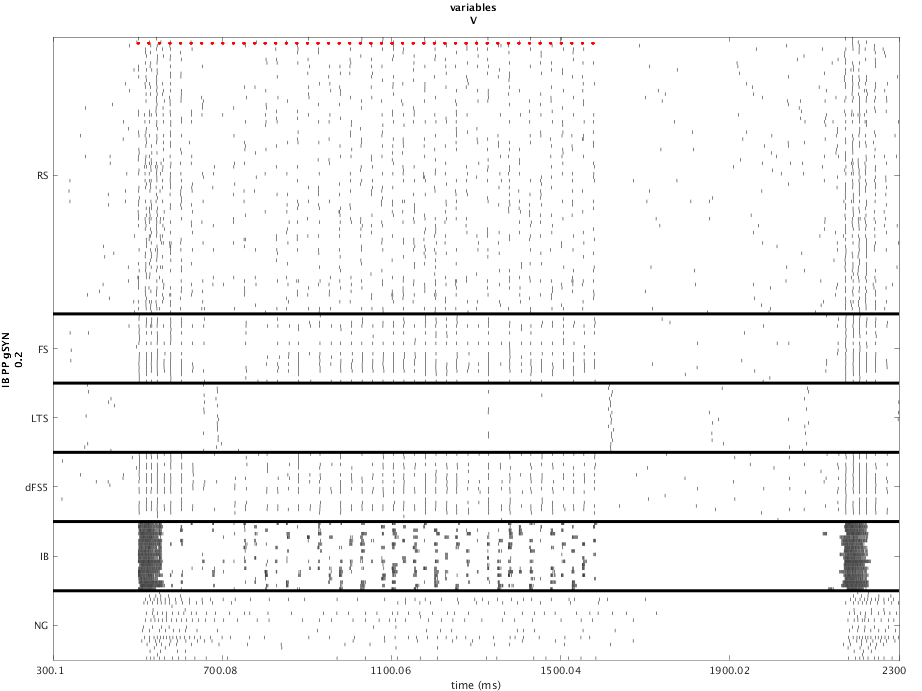 variables
V
RS
FS
LTS
dFS5
IB
NG
IB PP gSYN
0.2
300.1 700.08 1100.06 1500.04 1900.02 2300
time (ms)